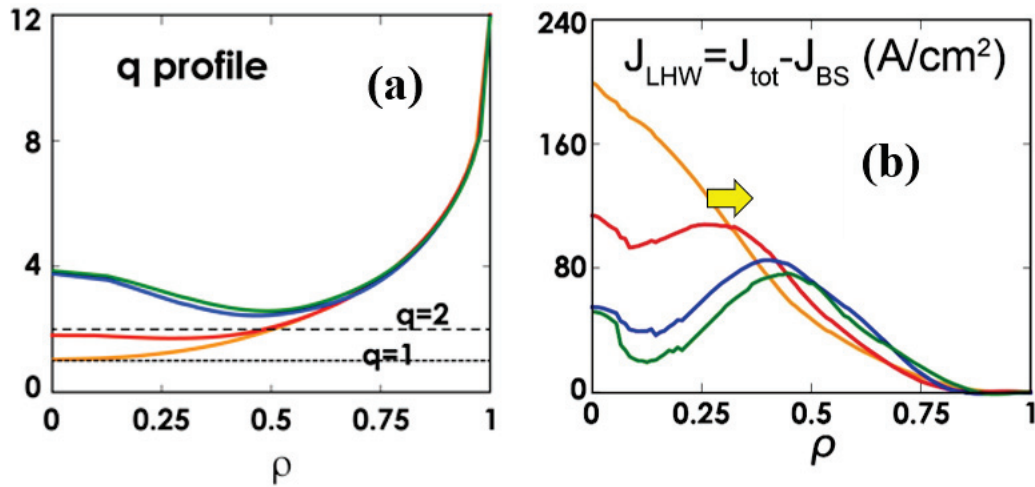 12
q profile
(a)
8
4
q=2
q=1
0
0 0.25 0.5 0.75 1
ρ
240
J_LHW=J_tot-J_BS (A/cm²)
160
(b)
80
0
0 0.25 0.5 0.75 1
ρ